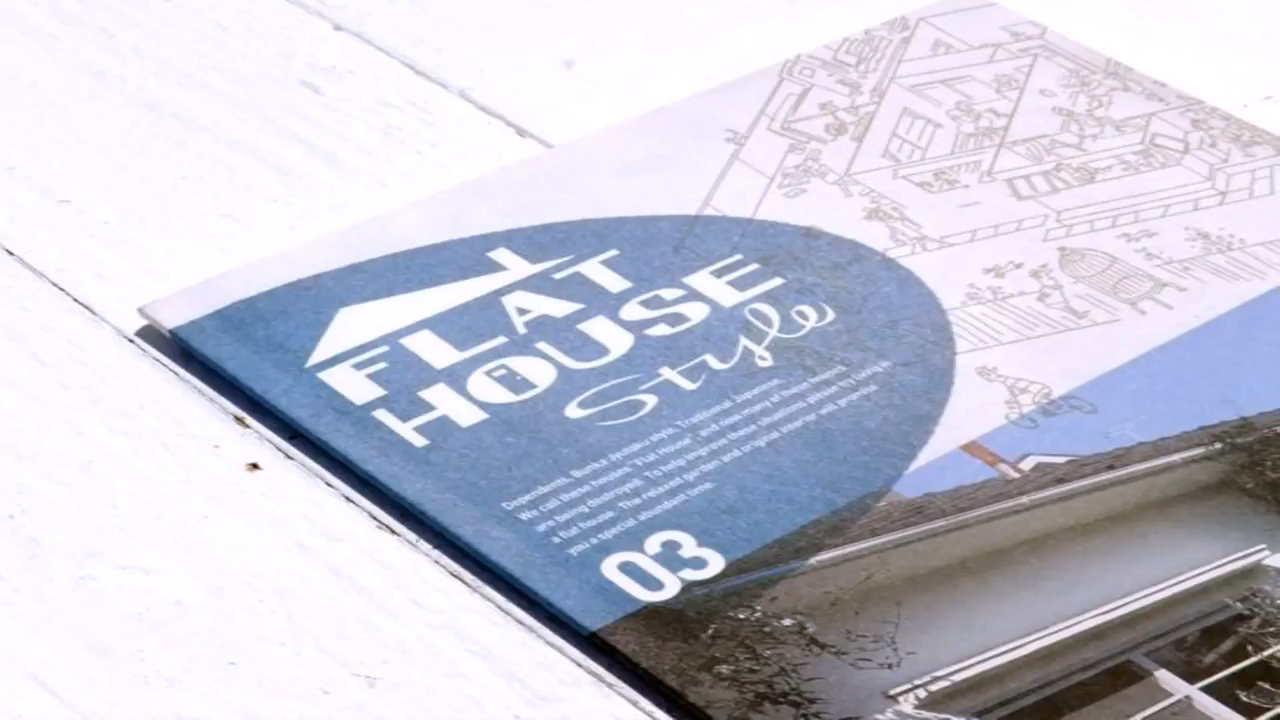 FLAT
HOUSE
Style
Dependents, Bunka Jyutaku style, Traditional Japanese.
We call these houses "Flat House", and now many of these houses
are being destroyed. To help improve these situations please try living a
a flat house. The relaxed garden and original interior will provide
you a special abundant time.
03